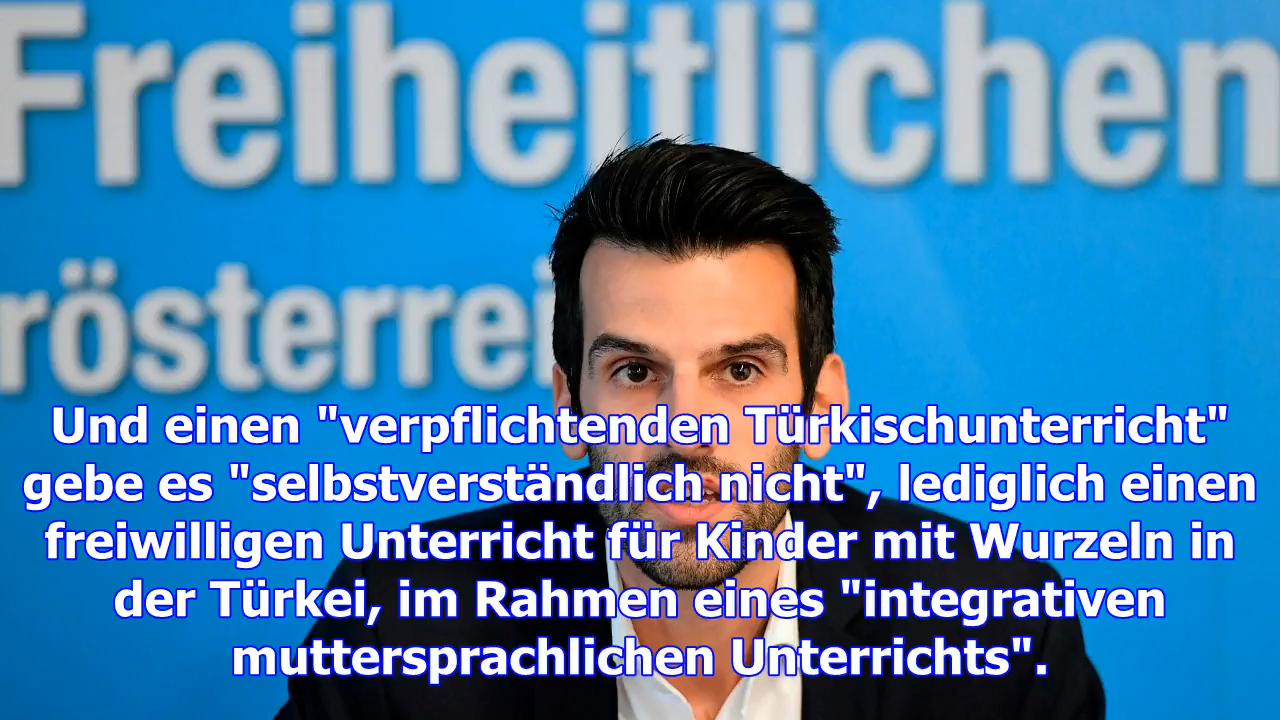 Freiheitlichen
rösterrei
Und einen "verpflichtenden Türkischunterricht"
gebe es "selbstverständlich nicht", lediglich einen
freiwilligen Unterricht für Kinder mit Wurzeln in
der Türkei, im Rahmen eines "integrativen
muttersprachlichen Unterrichts".